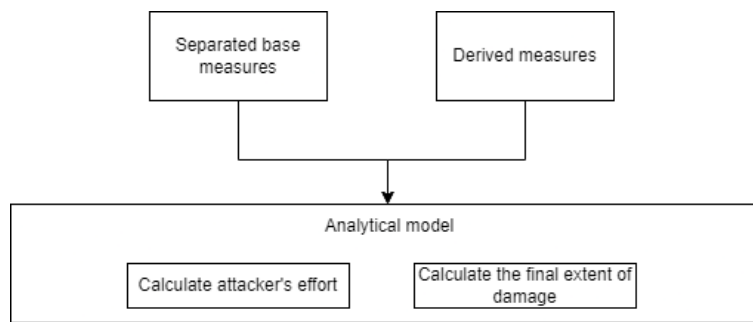 Separated base
measures
Derived measures
Analytical model
Calculate attacker's effort
Calculate the final extent of
damage